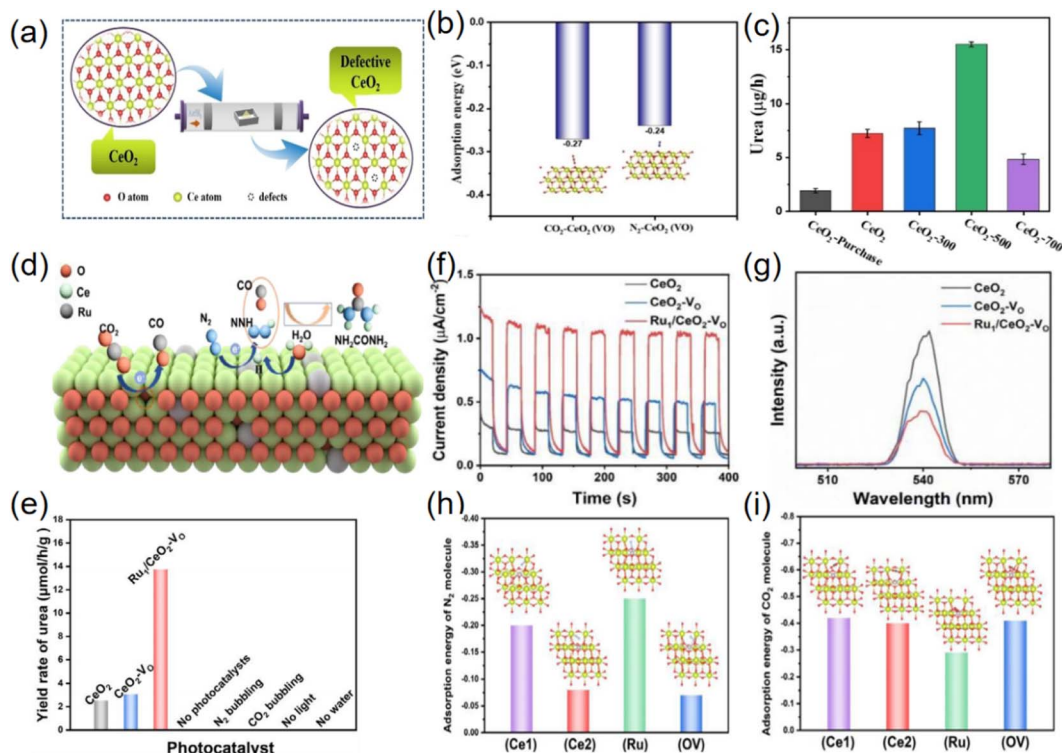 (a)
CeO2
Defective
CeO2
O atom
Ce atom
defects
(b)
Adsorption energy (eV)
0.0
-0.1
-0.2
-0.3
-0.4
-0.27
-0.24
CO2-CeO2 (VO)
N2-CeO2 (VO)
(c)
Urea (μg/h)
15
10
5
0
CeO2-Purchase
CeO2
CeO2-300
CeO2-500
CeO2-700
(d)
O
Ce
Ru
CO2
CO
N2
NNH
CO
H2O
H
NH2CONH2
(f)
Current density (μA/cm-2)
1.5
1.0
0.5
0.0
CeO2
CeO2-VO
Ru1/CeO2-VO
0
100
200
300
400
Time (s)
(g)
Intensity (a.u.)
CeO2
CeO2-VO
Ru1/CeO2-VO
510
540
570
Wavelength (nm)
(e)
Yield rate of urea (μmol/h/g)
18
16
14
12
10
8
6
4
2
0
CeO2
CeO2-VO
Ru1/CeO2-VO
No photocatalysts
N2 bubbling
CO2 bubbling
No light
No water
Photocatalyst
(h)
Adsorption energy of N2 molecule
-0.40
-0.35
-0.30
-0.25
-0.20
-0.15
-0.10
-0.05
0.00
(Ce1)
(Ce2)
(Ru)
(OV)
(i)
Adsorption energy of CO2 molecule
-0.8
-0.7
-0.6
-0.5
-0.4
-0.3
-0.2
-0.1
-0.0
(Ce1)
(Ce2)
(Ru)
(OV)